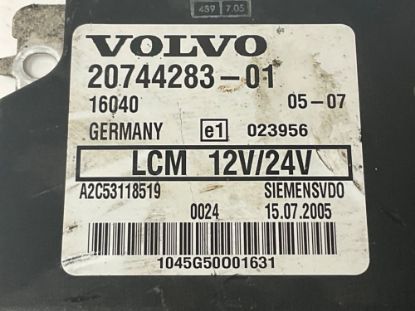 439 7.05
VOLVO
20744283-01
16040 05-07
GERMANY e1 023956
LCM 12V/24V
A2C53118519 SIEMENSVDO
0024 15.07.2005
1045G50001631